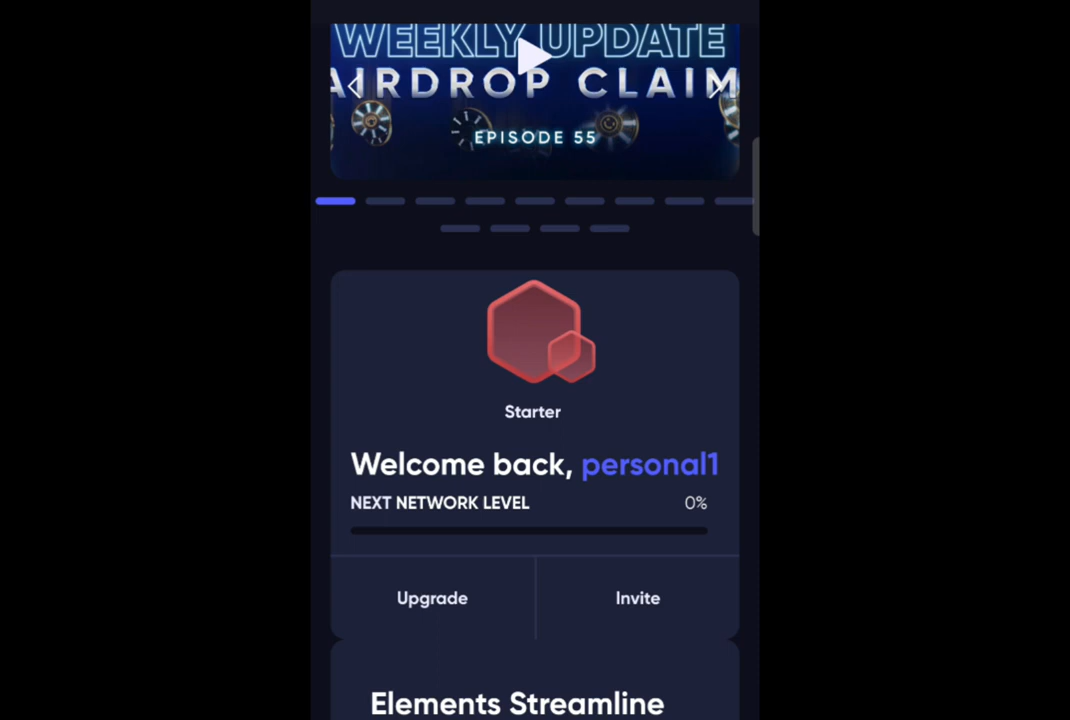 WEEKLY UPDATE
AIRDROP CLAIM
EPISODE 55
Starter
Welcome back, personal1
NEXT NETWORK LEVEL 0%
Upgrade Invite
Elements Streamline